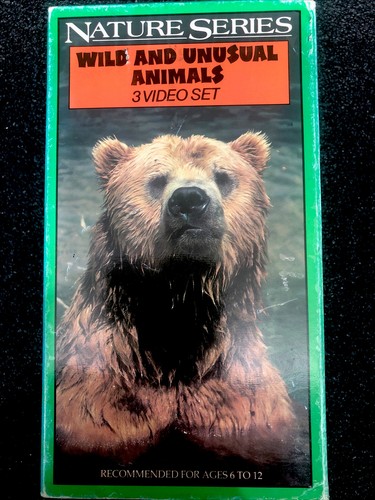 NATURE SERIES
WILD AND UNUSUAL
ANIMALS
3 VIDEO SET
RECOMMENDED FOR AGES 6 TO 12